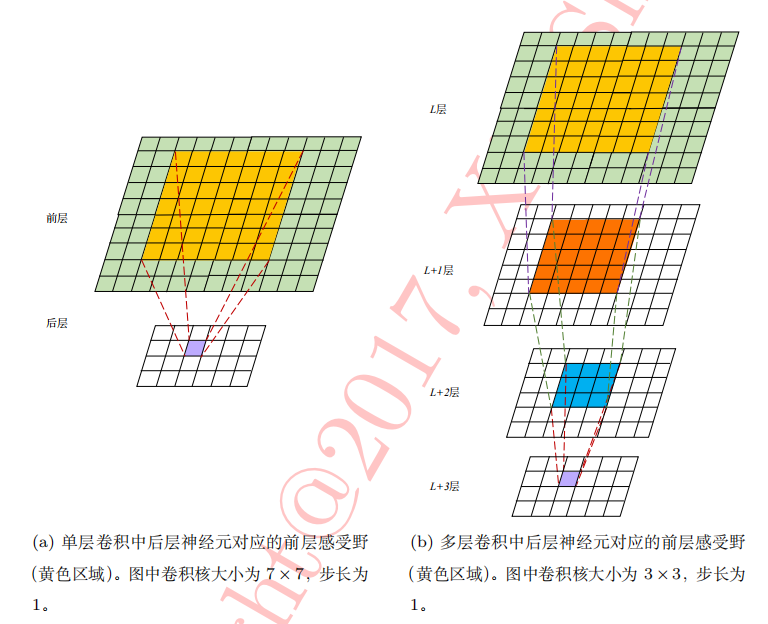 前层
后层
L层
L+1层
L+2层
L+3层
(a) 单层卷积中后层神经元对应的前层感受野
(黄色区域)。图中卷积核大小为 7×7, 步长为
1。
(b) 多层卷积中后层神经元对应的前层感受野
(黄色区域)。图中卷积核大小为 3×3, 步长为
1。
ht@2017, X